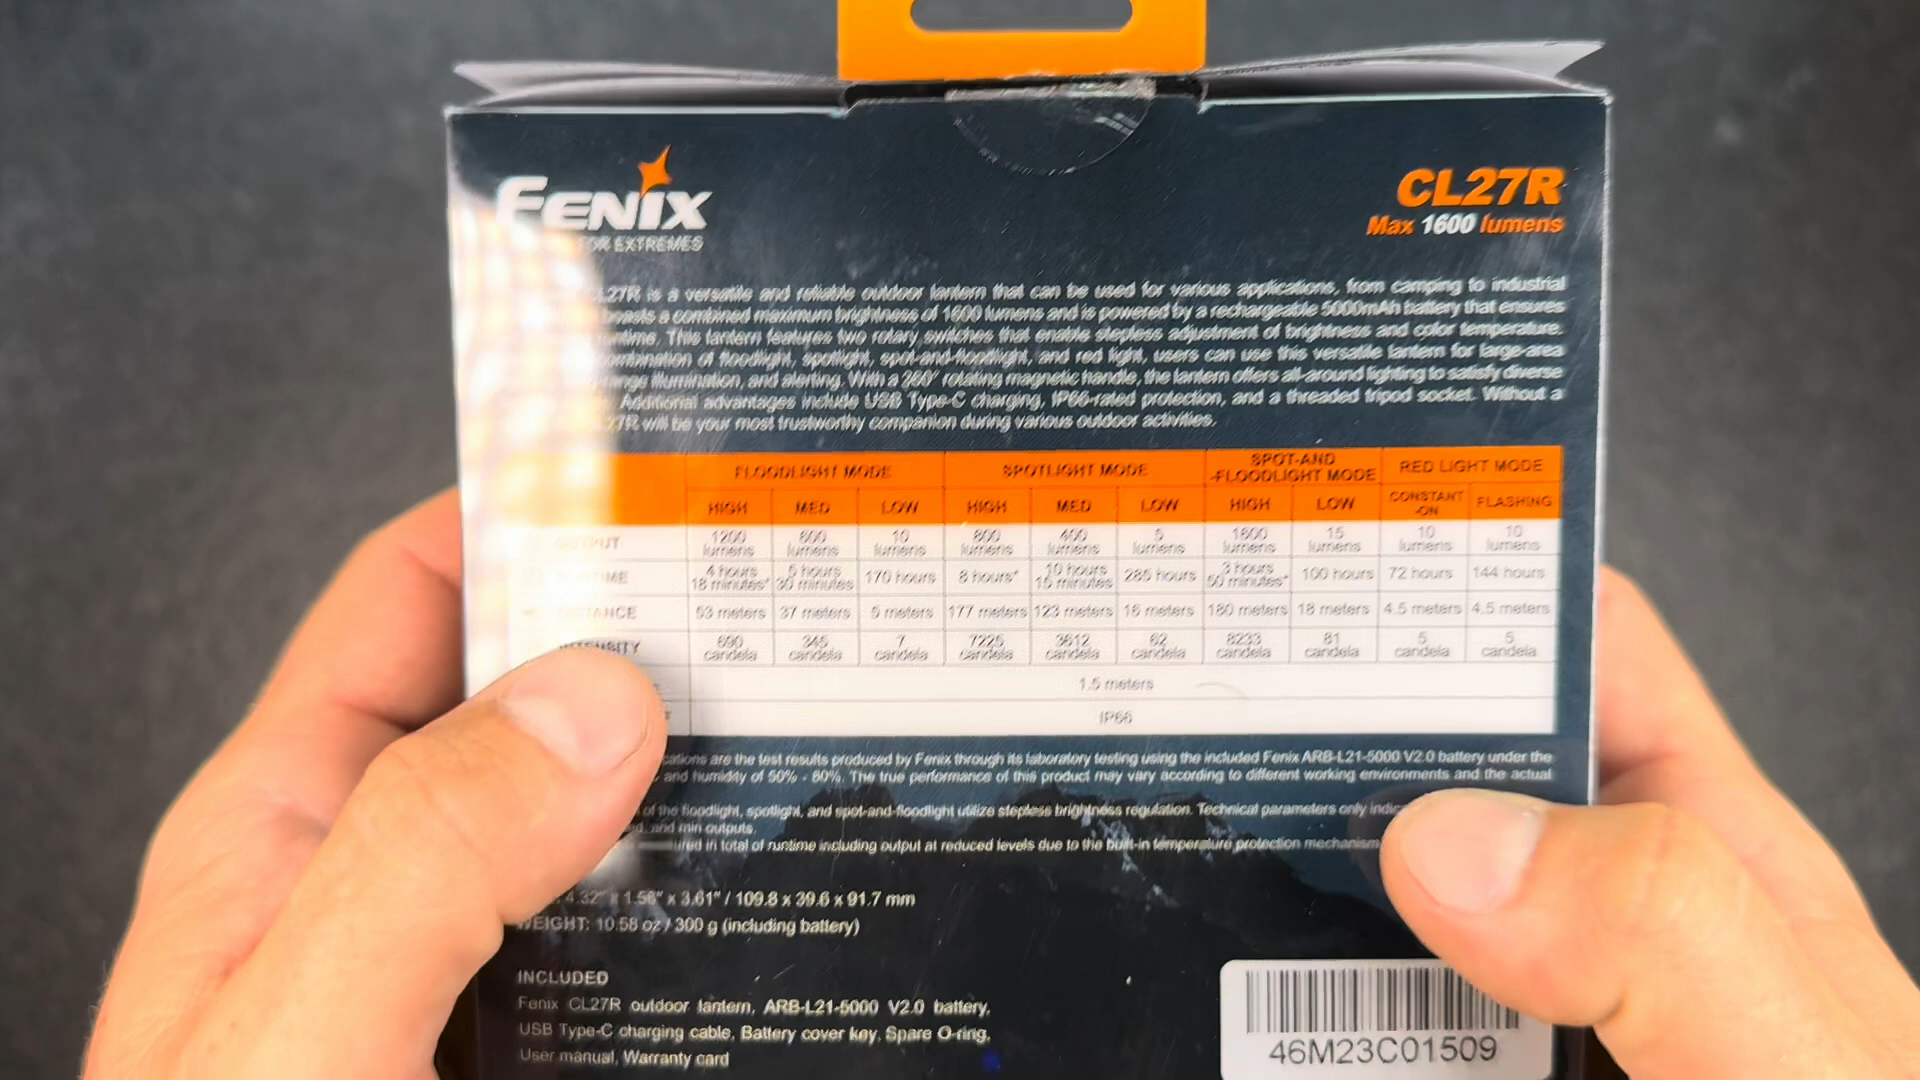 FENIX
FOR EXTREMES
CL27R
Max 1600 lumens
CL27R is a versatile and reliable outdoor lantern that can be used for various applications, from camping to industrial
boasts a combined maximum brightness of 1600 lumens and is powered by a rechargeable 5000mAh battery that ensures
runtime. This lantern features two rotary switches that enable stepless adjustment of brightness and color temperature.
combination of floodlight, spotlight, spot-and-floodlight, and red light, users can use this versatile lantern for large-area
illumination, and alerting. With a 360° rotating magnetic handle, the lantern offers all-around lighting to satisfy diverse
Additional advantages include USB Type-C charging, IP66-rated protection, and a threaded tripod socket. Without a
will be your most trustworthy companion during various outdoor activities.
FLOODLIGHT MODE SPOTLIGHT MODE SPOT-AND-FLOODLIGHT MODE RED LIGHT MODE
HIGH MED LOW HIGH MED LOW HIGH LOW CONSTANT-ON FLASHING
OUTPUT 1200 lumens 600 lumens 10 lumens 800 lumens 400 lumens 5 lumens 1600 lumens 15 lumens 10 lumens 10 lumens
4 hours 18 minutes* 5 hours 30 minutes 170 hours 8 hours* 10 hours 15 minutes 285 hours 3 hours 50 minutes* 100 hours 72 hours 144 hours
DISTANCE 53 meters 37 meters 5 meters 177 meters 123 meters 16 meters 180 meters 18 meters 4.5 meters 4.5 meters
INTENSITY 690 candela 345 candela 7 candela 7225 candela 3612 candela 62 candela 8233 candela 81 candela 5 candela 5 candela
1.5 meters
IP66
are the test results produced by Fenix through its laboratory testing using the included Fenix ARB-L21-5000 V2.0 battery under the
and humidity of 50% - 80%. The true performance of this product may vary according to different working environments and the actual
of the floodlight, spotlight, and spot-and-floodlight utilize stepless brightness regulation. Technical parameters only
and min outputs.
in total of runtime including output at reduced levels due to the built-in temperature protection mechanism
4.32" x 1.56" x 3.61" / 109.8 x 39.6 x 91.7 mm
WEIGHT: 10.58 oz / 300 g (including battery)
INCLUDED
Fenix CL27R outdoor lantern, ARB-L21-5000 V2.0 battery,
USB Type-C charging cable, Battery cover key, Spare O-ring,
User manual, Warranty card
46M23C01509